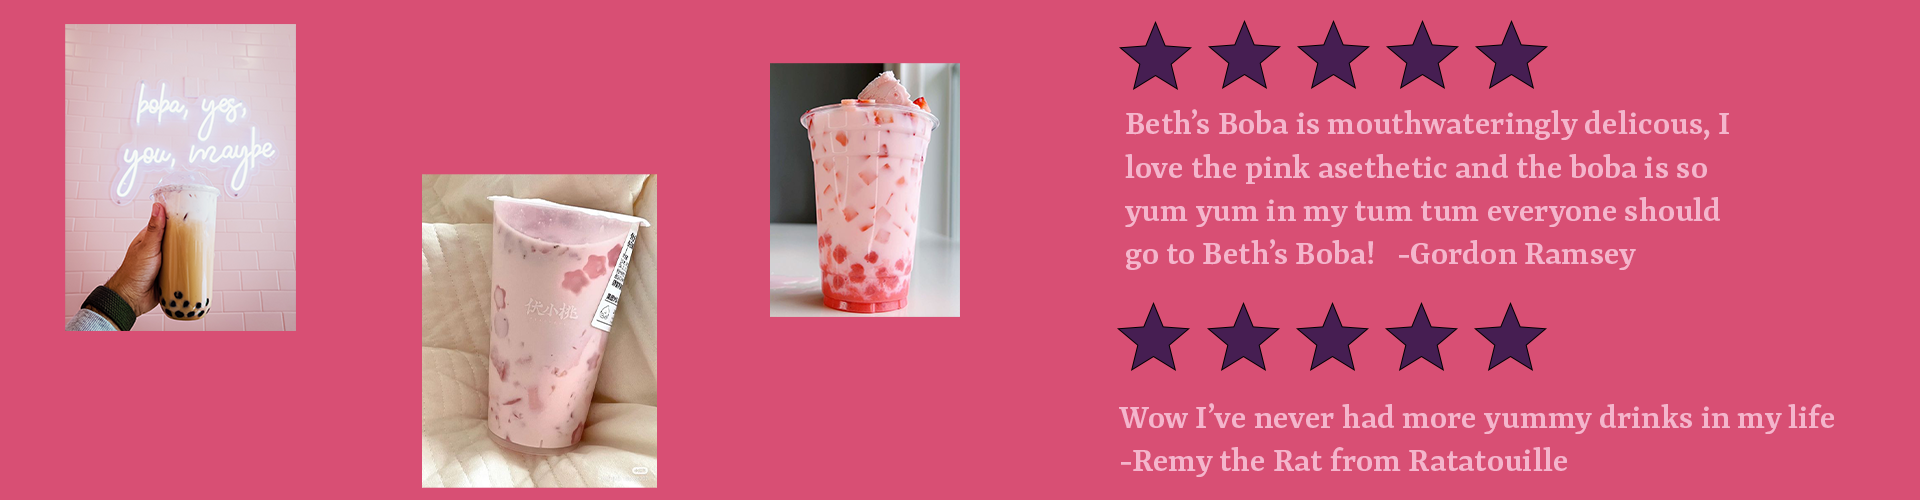 boba, yes,
you, maybe
伏小桃
Beth’s Boba is mouthwateringly delicous, I
love the pink asethetic and the boba is so
yum yum in my tum tum everyone should
go to Beth’s Boba! -Gordon Ramsey
Wow I’ve never had more yummy drinks in my life
-Remy the Rat from Ratatouille